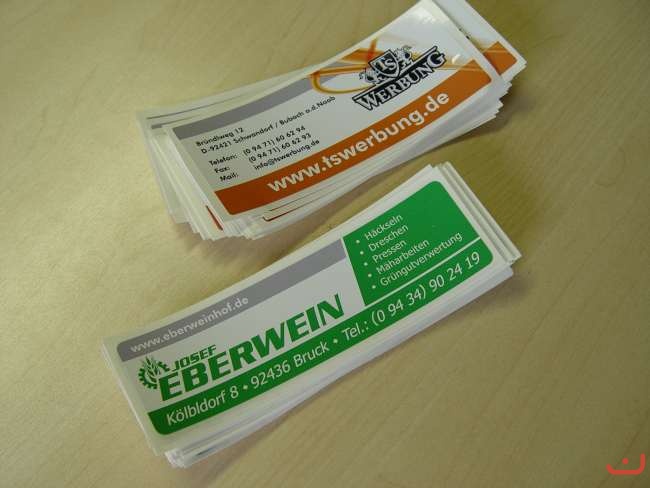 TS
WERBUNG
Bründlweg 12
D-92421 Schwandorf / Bubach a.d.Naab
Telefon: (0 94 71) 60 62 94
Fax: (0 94 71) 60 62 93
Mail: info@tswerbung.de
www.tswerbung.de
• Häckseln
• Dreschen
• Pressen
• Mäharbeiten
• Grüngutverwertung
www.eberweinhof.de
JOSEF
EBERWEIN
Kölbldorf 8 • 92436 Bruck • Tel.: (0 94 34) 90 24 19